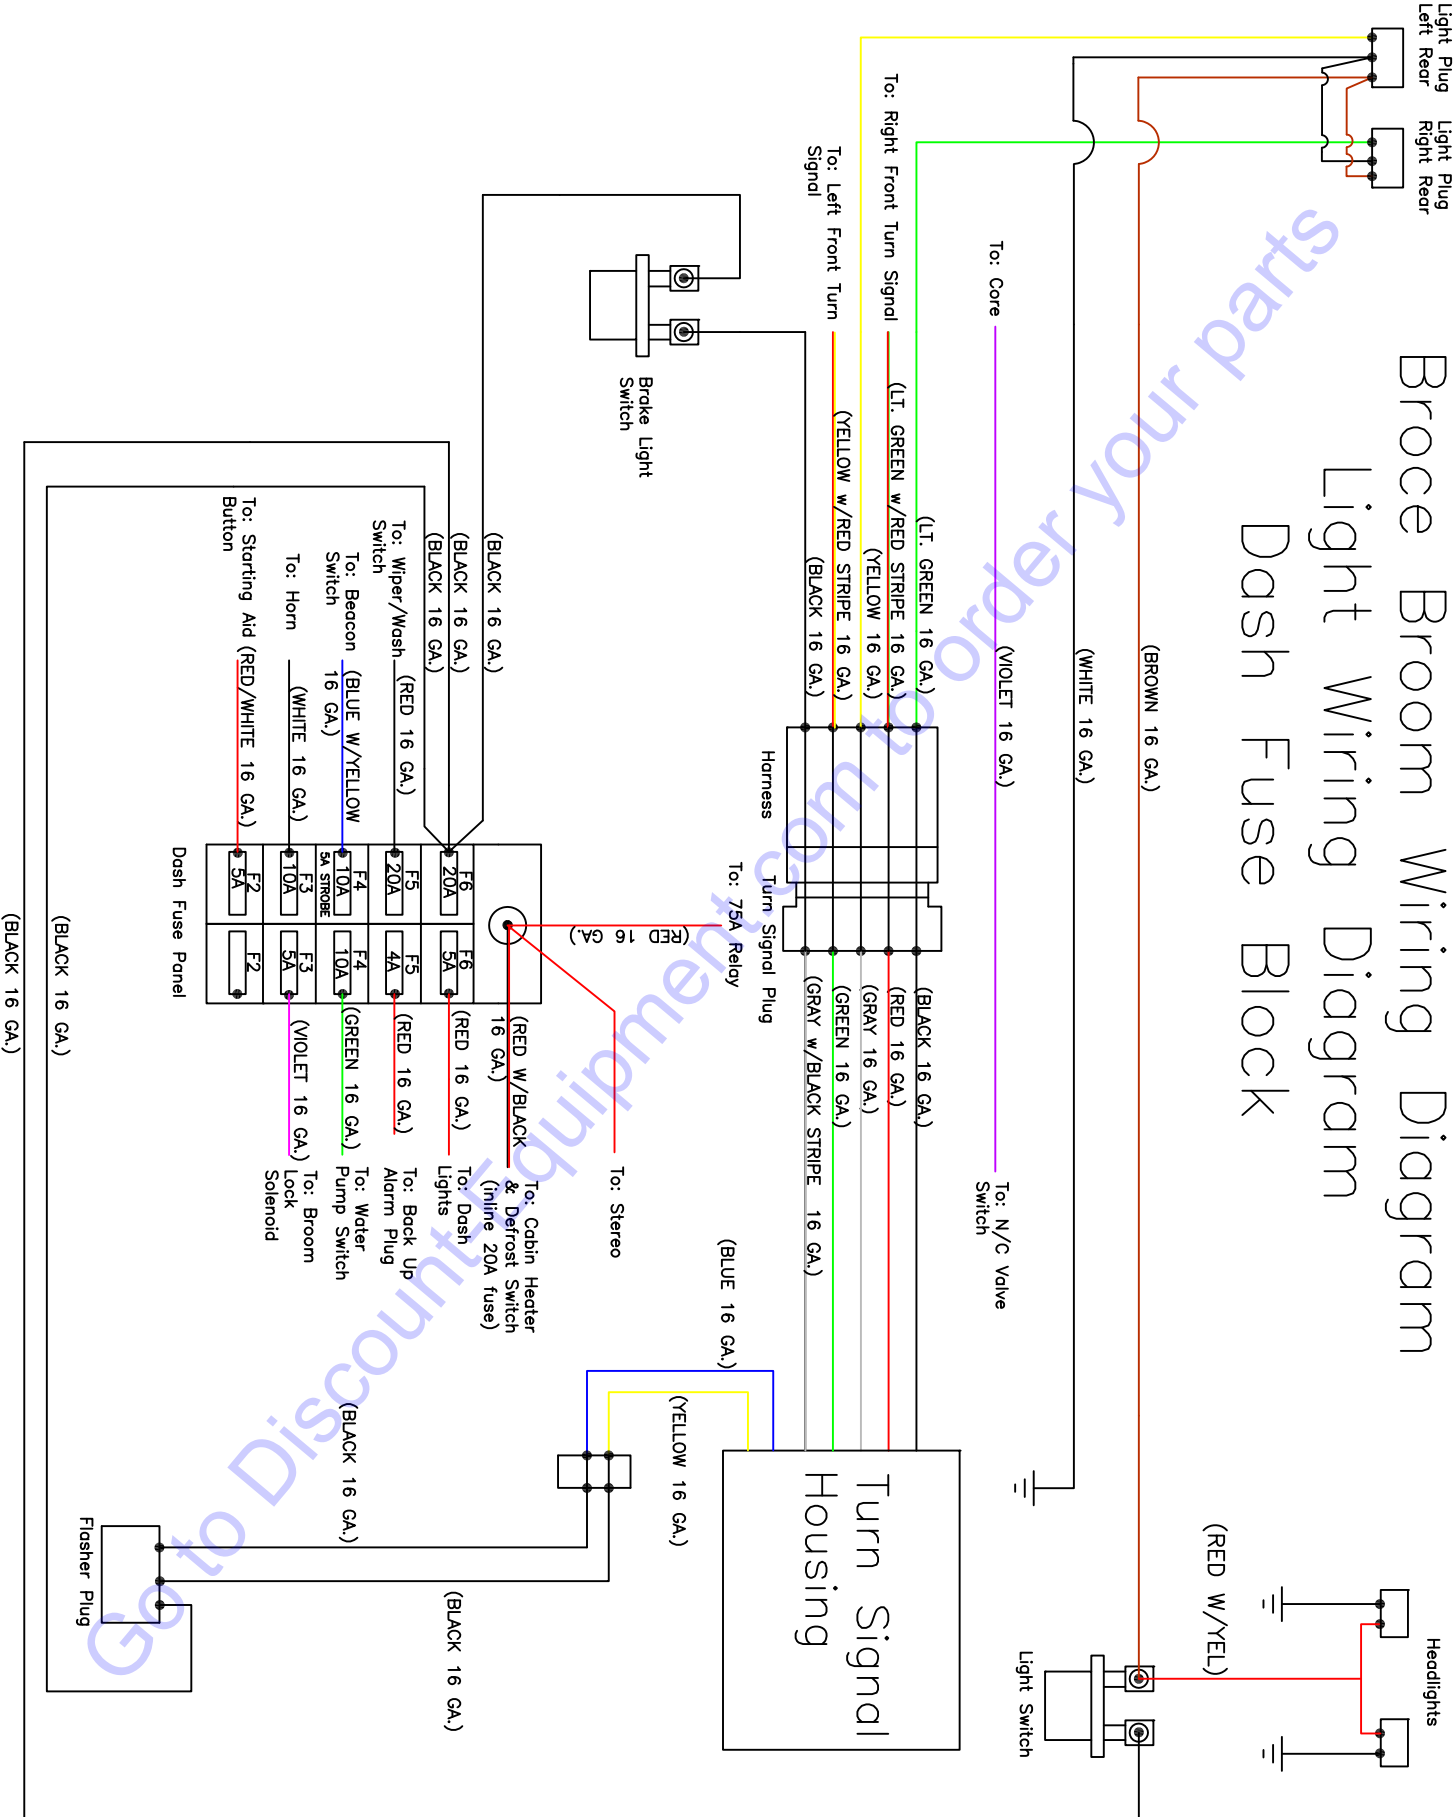 Broce Broom Wiring Diagram
Light Wiring Diagram
Dash Fuse Block
Light Plug
Left Rear
Light Plug
Right Rear
Headlights
(RED W/YEL)
Light Switch
(BROWN 16 GA.)
(WHITE 16 GA.)
To: Core
(VIOLET 16 GA.)
To: N/C Valve
Switch
To: Right Front Turn Signal
To: Left Front Turn
Signal
(LT. GREEN 16 GA.)
(LT. GREEN w/RED STRIPE 16 GA.)
(YELLOW 16 GA.)
(YELLOW w/RED STRIPE 16 GA.)
(BLACK 16 GA.)
Harness
Turn Signal Plug
(BLACK 16 GA.)
(RED 16 GA.)
(GRAY 16 GA.)
(GREEN 16 GA.)
(GRAY w/BLACK STRIPE 16 GA.)
Turn Signal
Housing
(BLUE 16 GA.)
(YELLOW 16 GA.)
Brake Light
Switch
To: 75A Relay
(RED 16 GA.)
To: Stereo
(RED W/BLACK
16 GA.)
To: Cabin Heater
& Defrost Switch
(inline 20A fuse)
(BLACK 16 GA.)
(BLACK 16 GA.)
(BLACK 16 GA.)
F6
20A
F6
5A
(RED 16 GA.)
To: Dash
Lights
To: Wiper/Wash
Switch
(RED 16 GA.)
F5
20A
F5
4A
(RED 16 GA.)
To: Back Up
Alarm Plug
To: Beacon
Switch
(BLUE W/YELLOW
16 GA.)
F4
10A
5A STROBE
F4
10A
(GREEN 16 GA.)
To: Water
Pump Switch
To: Horn
(WHITE 16 GA.)
F3
10A
F3
5A
(VIOLET 16 GA.)
To: Broom
Lock
Solenoid
To: Starting Aid
Button
(RED/WHITE 16 GA.)
F2
5A
F2
Dash Fuse Panel
(BLACK 16 GA.)
(BLACK 16 GA.)
Flasher Plug
(BLACK 16 GA.)
(BLACK 16 GA.)
Go to Discount-Equipment.com to order your parts